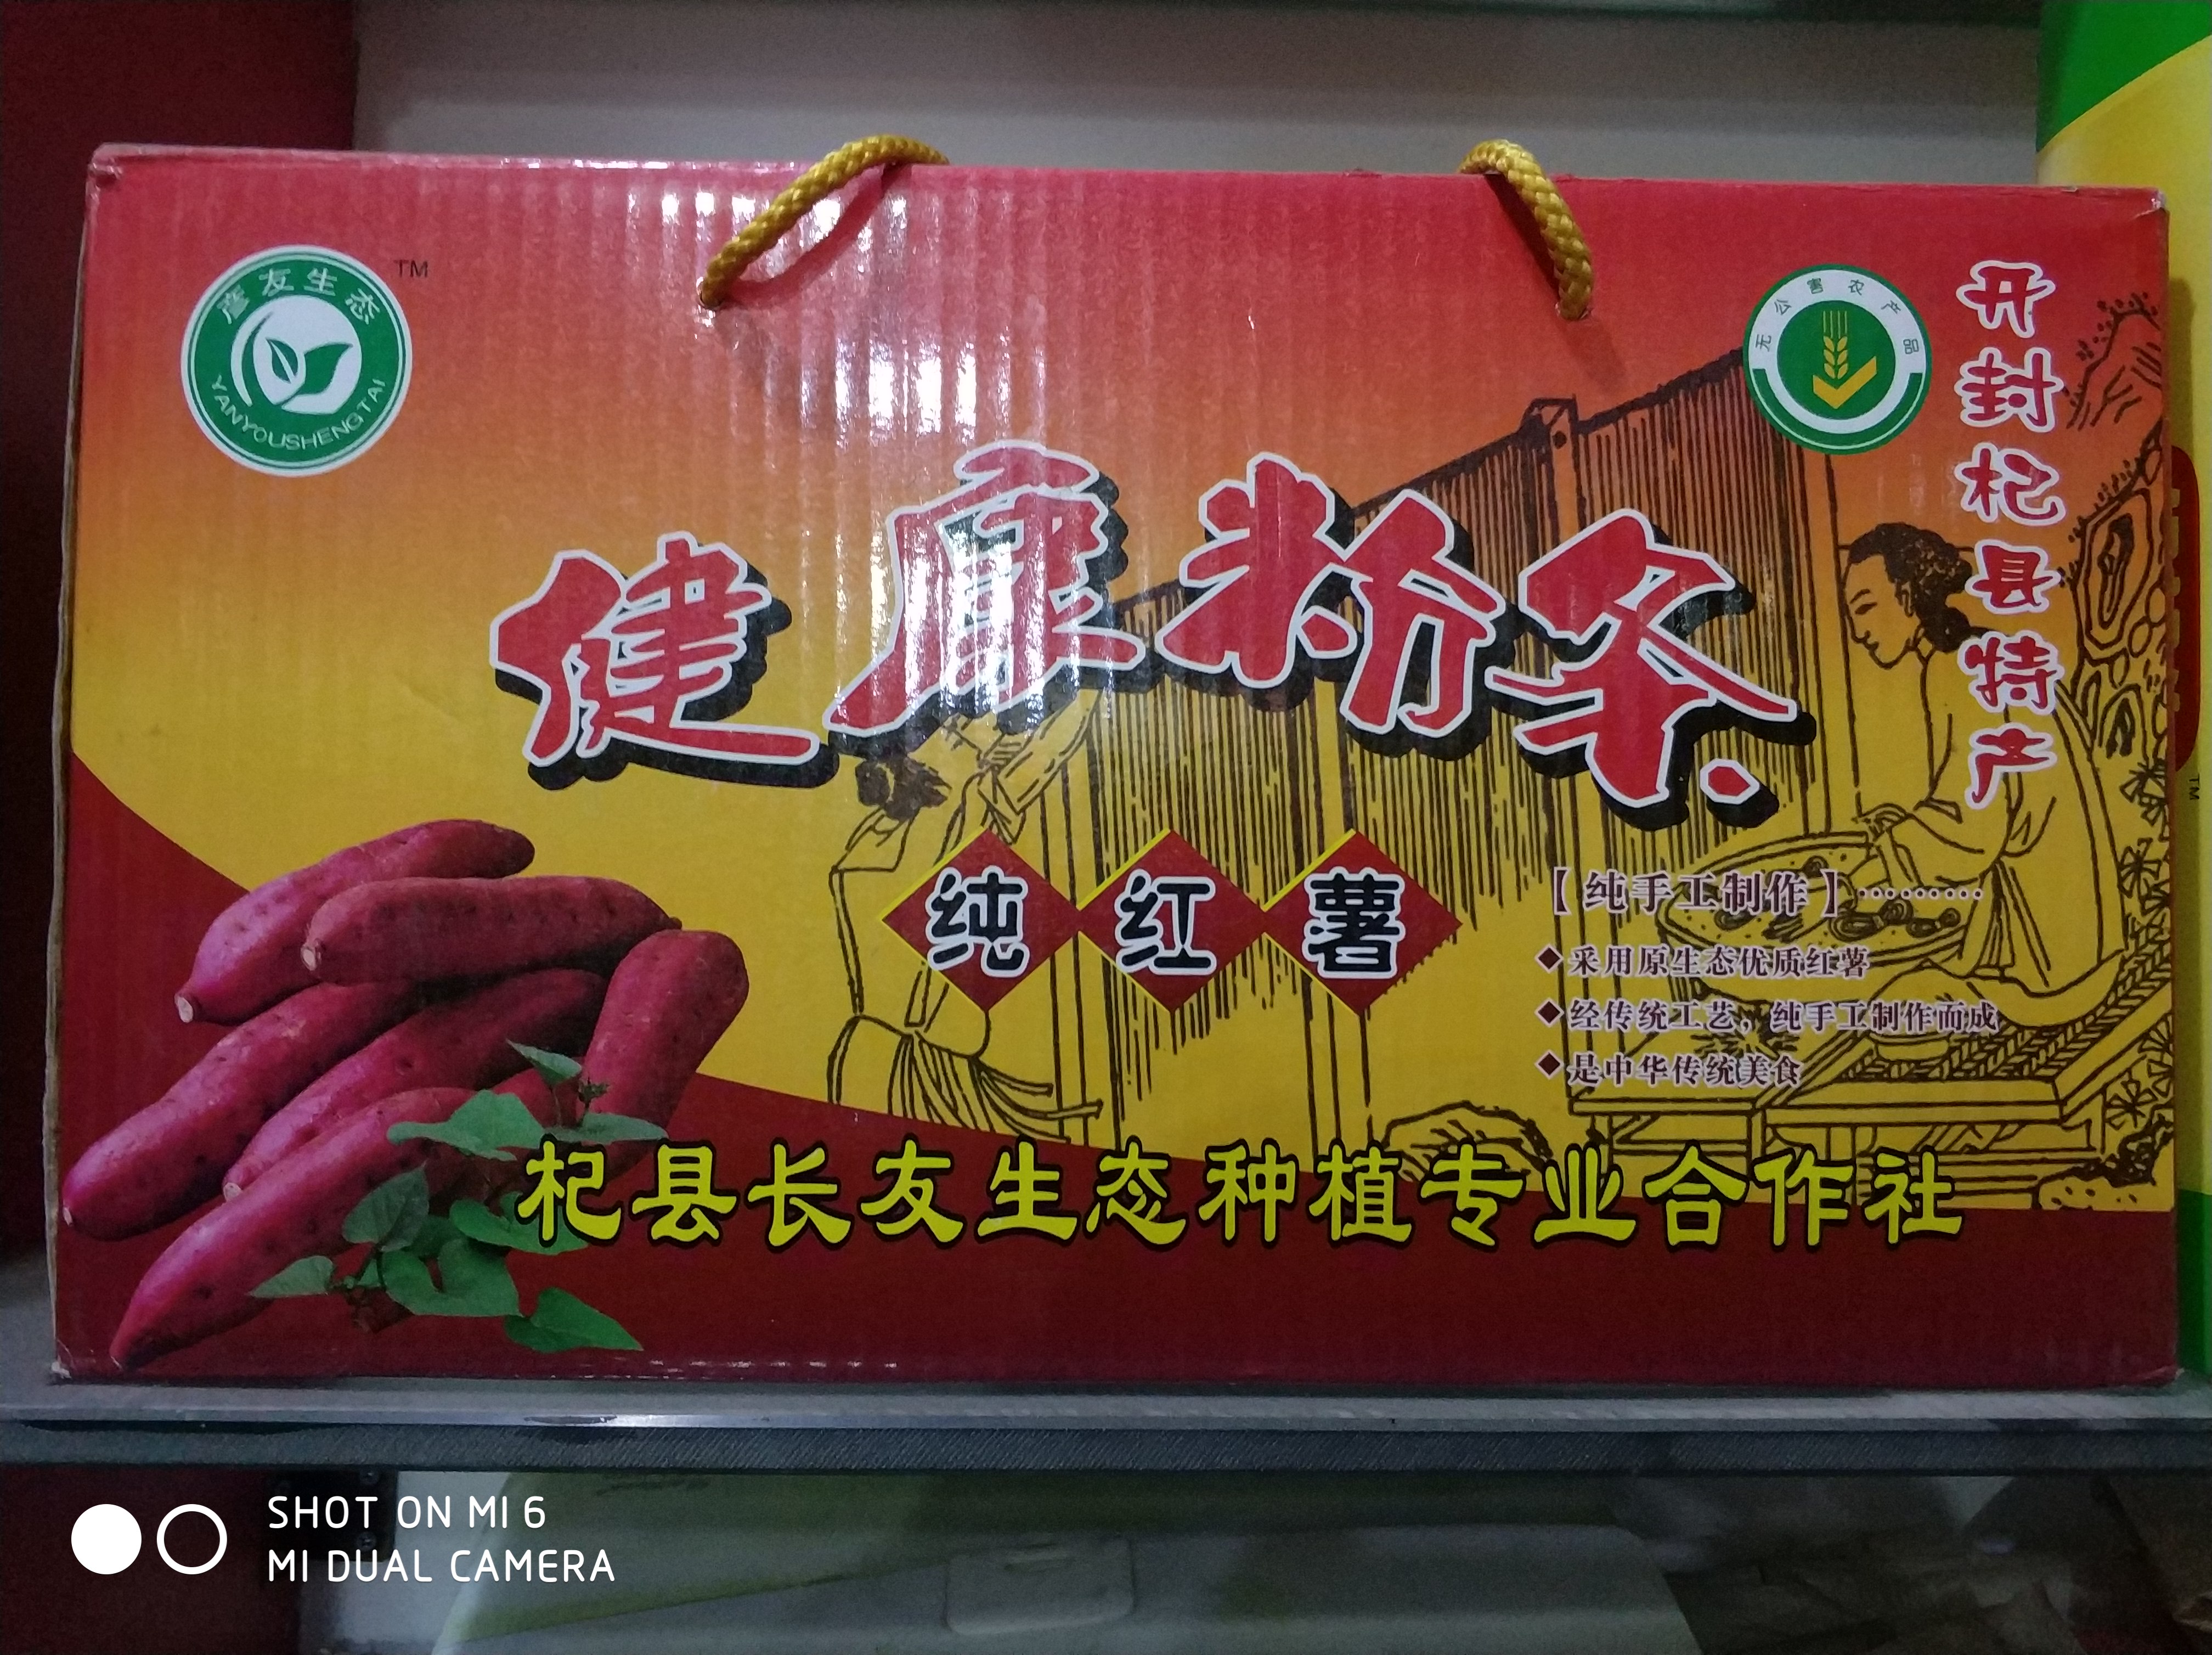 彦友生态
TM
YANYOUSHENGTAI
无公害农产品
开封杞县特产
健康粉条
纯红薯
【纯手工制作】………
◆采用原生态优质红薯
◆经传统工艺，纯手工制作而成
◆是中华传统美食
杞县长友生态种植专业合作社
TM
SHOT ON MI 6
MI DUAL CAMERA